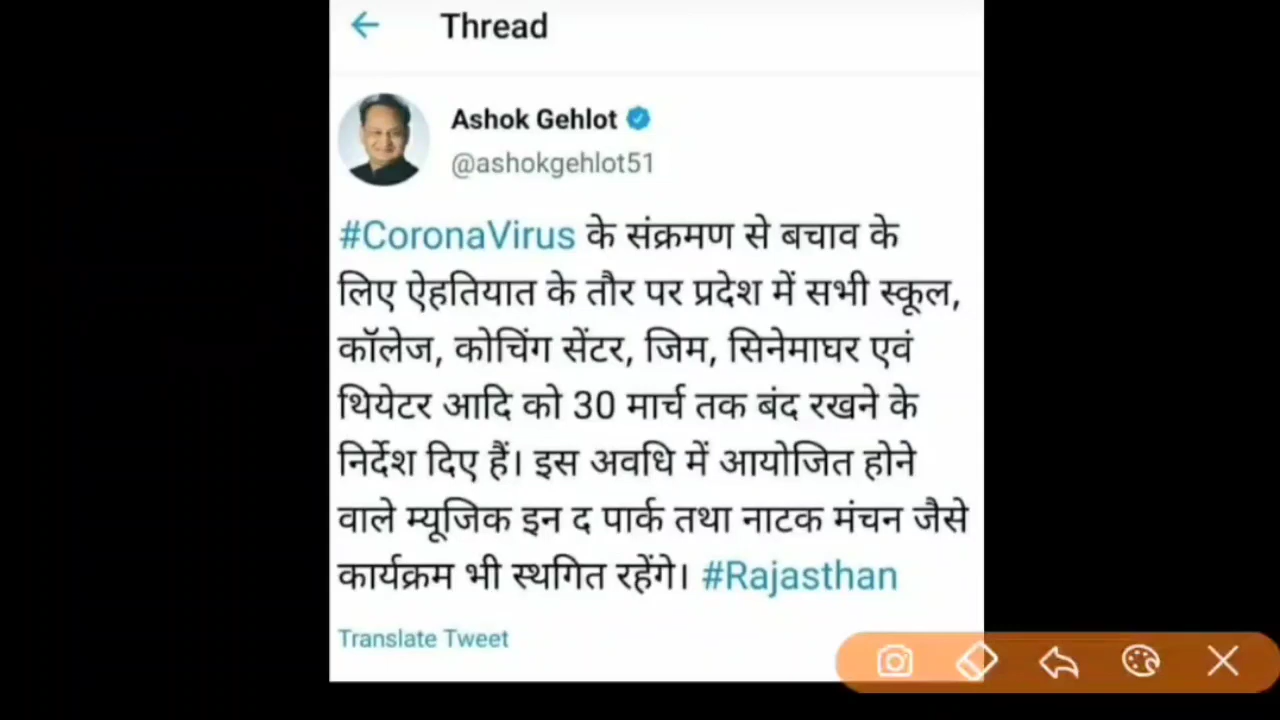 Thread
Ashok Gehlot
@ashokgehlot51
#CoronaVirus के संक्रमण से बचाव के
लिए ऐहतियात के तौर पर प्रदेश में सभी स्कूल,
कॉलेज, कोचिंग सेंटर, जिम, सिनेमाघर एवं
थियेटर आदि को 30 मार्च तक बंद रखने के
निर्देश दिए हैं। इस अवधि में आयोजित होने
वाले म्यूजिक इन द पार्क तथा नाटक मंचन जैसे
कार्यक्रम भी स्थगित रहेंगे। #Rajasthan
Translate Tweet